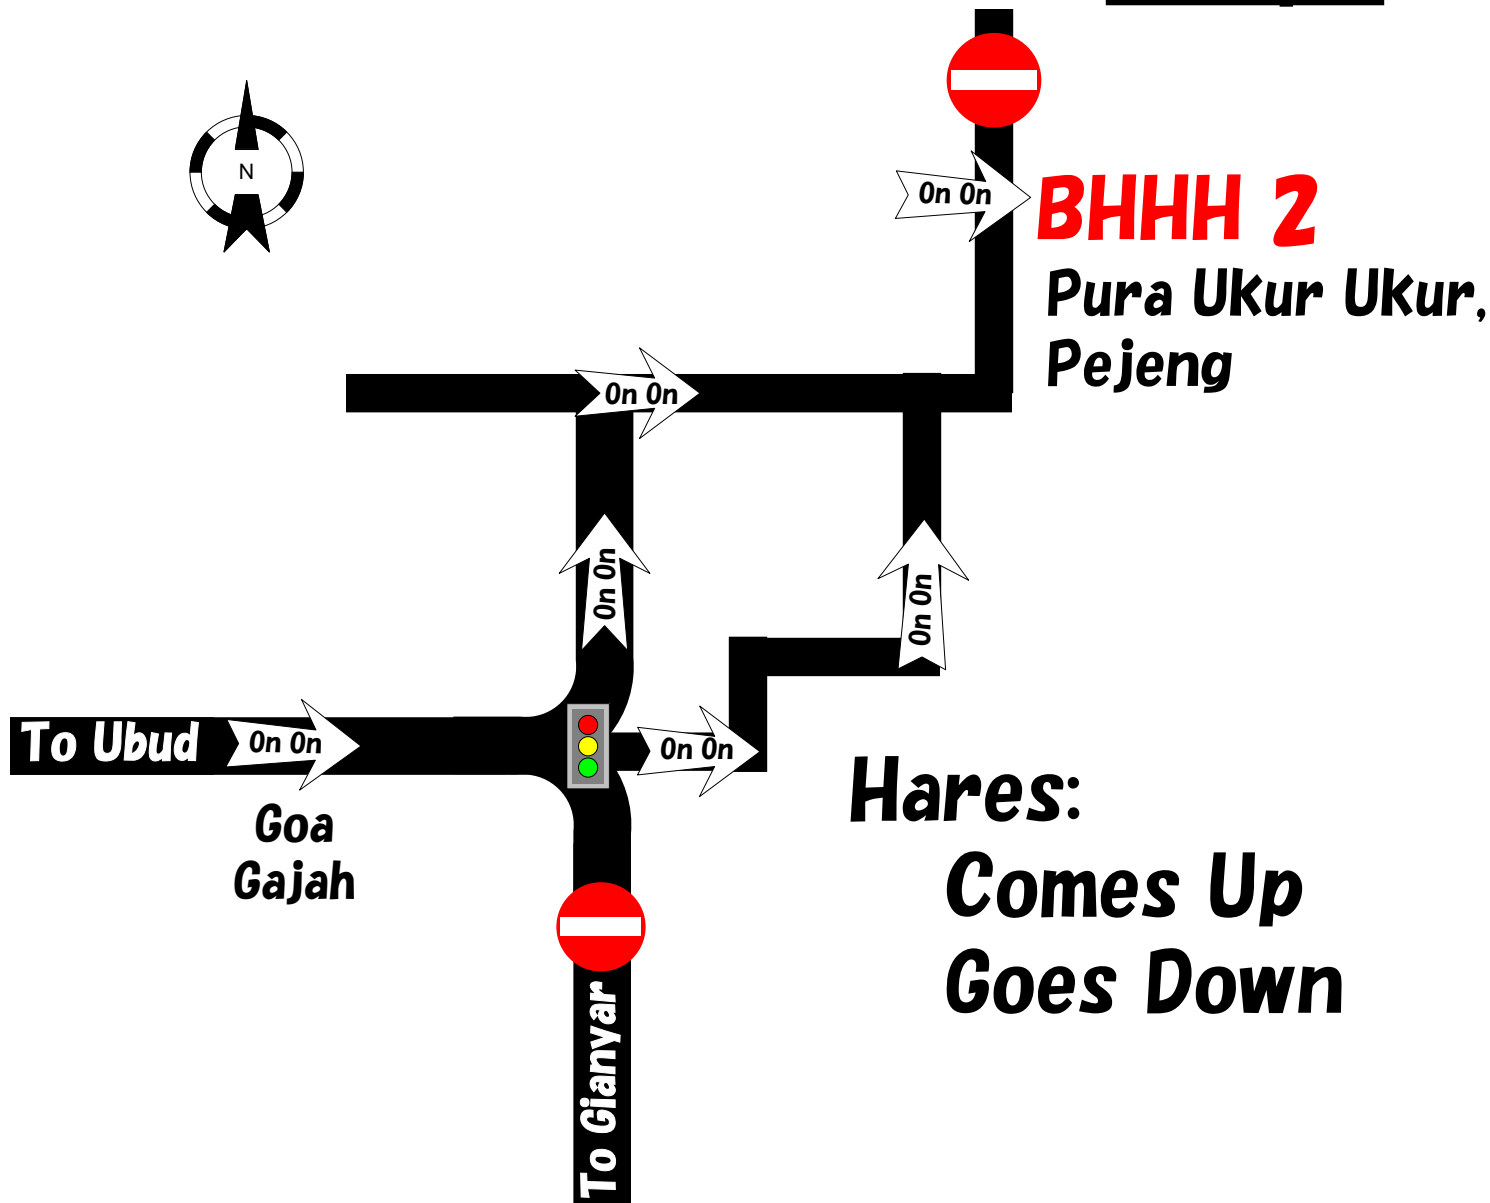 N
On On
BHHH 2
Pura Ukur Ukur,
Pejeng
On On
On On
On On
To Ubud
On On
On On
Goa
Gajah
Hares:
Comes Up
Goes Down
To Gianyar